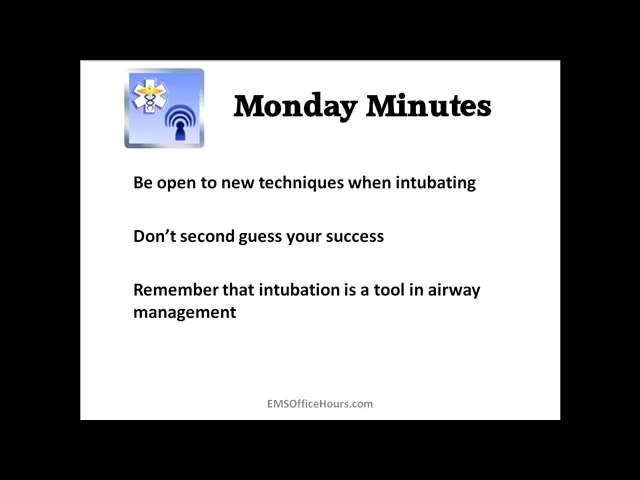 Monday Minutes
Be open to new techniques when intubating
Don’t second guess your success
Remember that intubation is a tool in airway
management
EMSOfficeHours.com